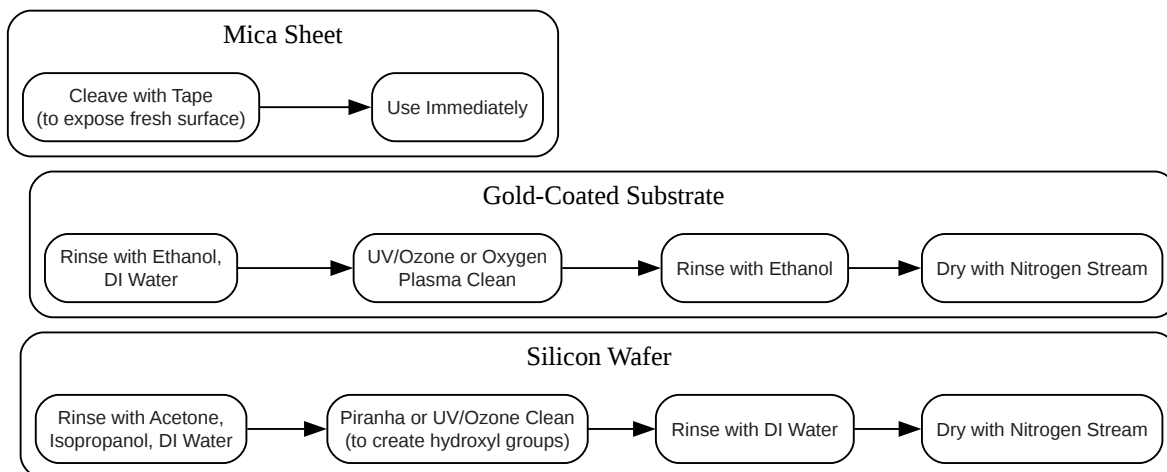 Mica Sheet
Cleave with Tape
(to expose fresh surface)
Use Immediately
Gold-Coated Substrate
Rinse with Ethanol,
DI Water
UV/Ozone or Oxygen
Plasma Clean
Rinse with Ethanol
Dry with Nitrogen Stream
Silicon Wafer
Rinse with Acetone,
Isopropanol, DI Water
Piranha or UV/Ozone Clean
(to create hydroxyl groups)
Rinse with DI Water
Dry with Nitrogen Stream